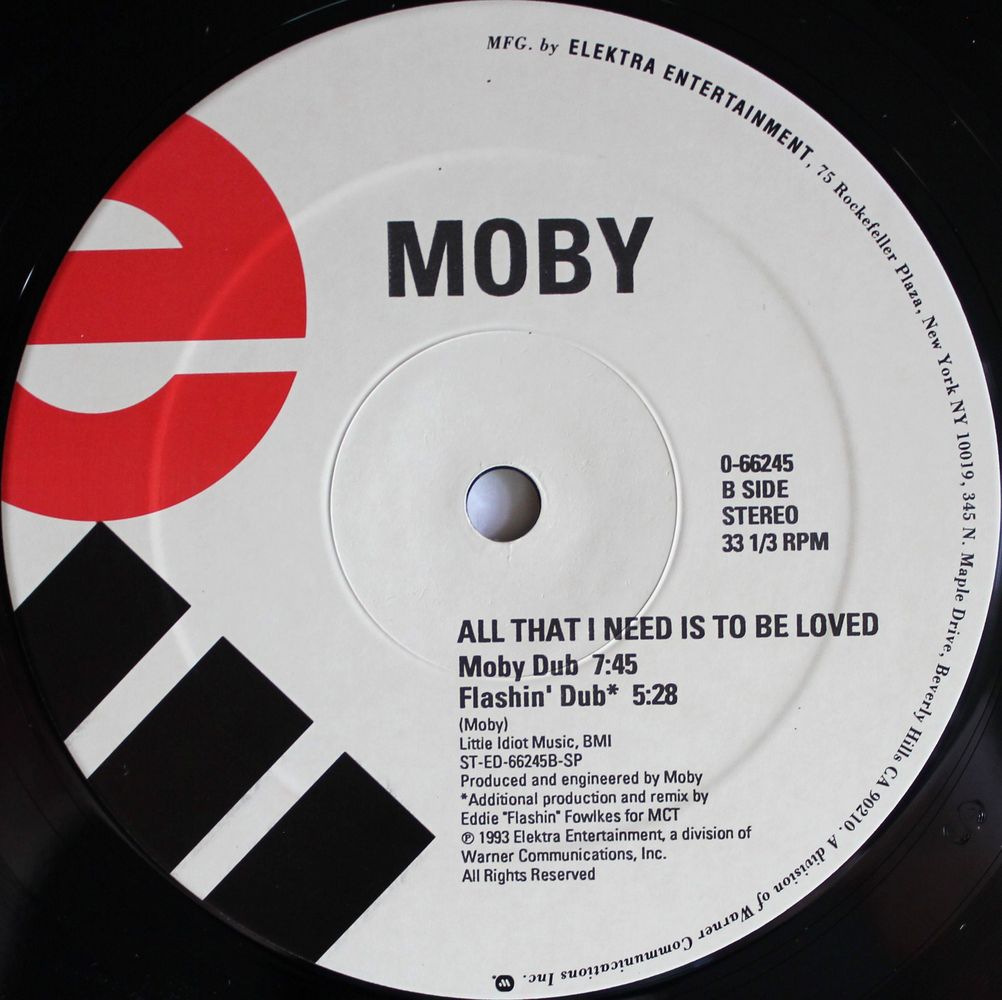 MFG. by ELEKTRA ENTERTAINMENT, 75 Rockefeller Plaza, New York NY 10019, 345 N. Maple Drive, Beverly Hills CA 90210. A division of Warner Communications Inc.
e
MOBY
0-66245
B SIDE
STEREO
33 1/3 RPM
ALL THAT I NEED IS TO BE LOVED
Moby Dub 7:45
Flashin' Dub* 5:28
(Moby)
Little Idiot Music, BMI
ST-ED-66245B-SP
Produced and engineered by Moby
*Additional production and remix by
Eddie "Flashin" Fowlkes for MCT
℗ 1993 Elektra Entertainment, a division of
Warner Communications, Inc.
All Rights Reserved